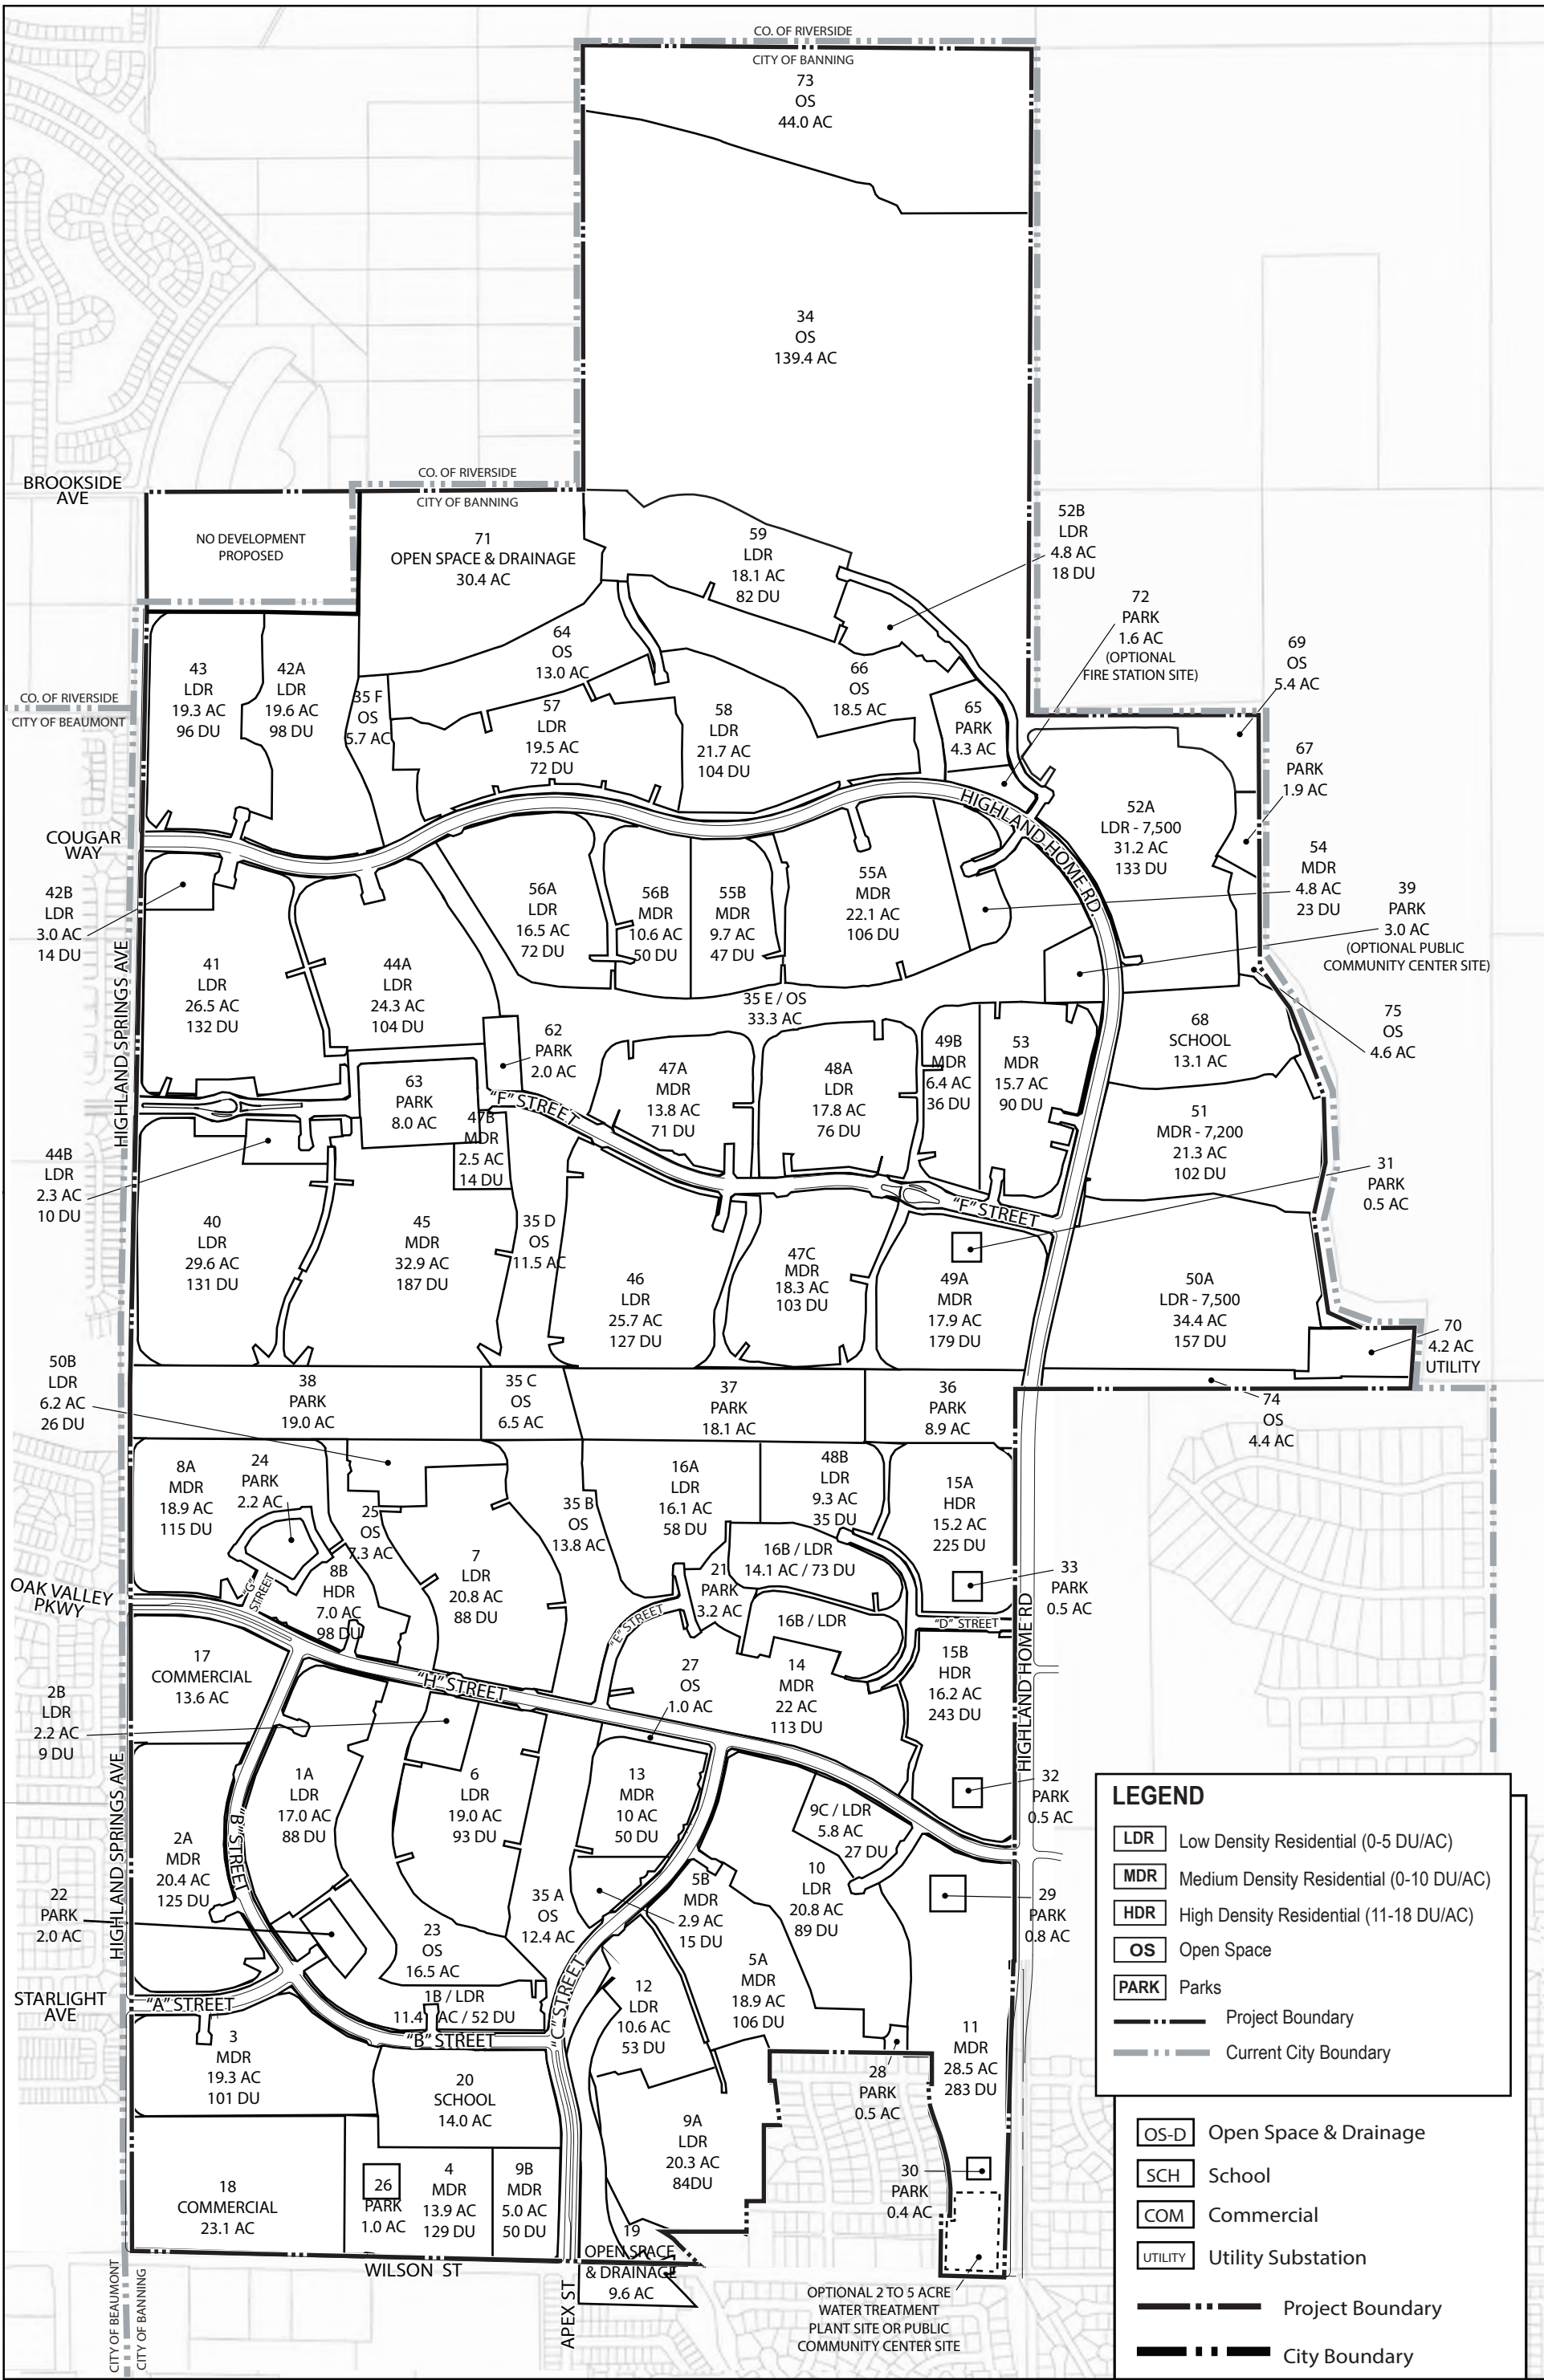 CO. OF RIVERSIDE
CITY OF BANNING
73
OS
44.0 AC
34
OS
139.4 AC
BROOKSIDE
AVE
CO. OF RIVERSIDE
CITY OF BANNING
NO DEVELOPMENT
PROPOSED
71
OPEN SPACE & DRAINAGE
30.4 AC
59
LDR
18.1 AC
82 DU
52B
LDR
4.8 AC
18 DU
72
PARK
1.6 AC
(OPTIONAL
FIRE STATION SITE)
69
OS
5.4 AC
64
OS
13.0 AC
66
OS
18.5 AC
CO. OF RIVERSIDE
CITY OF BEAUMONT
43
LDR
19.3 AC
96 DU
42A
LDR
19.6 AC
98 DU
35 F
OS
5.7 AC
57
LDR
19.5 AC
72 DU
58
LDR
21.7 AC
104 DU
65
PARK
4.3 AC
67
PARK
1.9 AC
HIGHLAND HOME RD.
52A
LDR - 7,500
31.2 AC
133 DU
COUGAR
WAY
54
MDR
4.8 AC
23 DU
42B
LDR
3.0 AC
14 DU
56A
LDR
16.5 AC
72 DU
56B
MDR
10.6 AC
50 DU
55B
MDR
9.7 AC
47 DU
55A
MDR
22.1 AC
106 DU
39
PARK
3.0 AC
(OPTIONAL PUBLIC
COMMUNITY CENTER SITE)
HIGHLAND SPRINGS AVE
41
LDR
26.5 AC
132 DU
44A
LDR
24.3 AC
104 DU
35 E / OS
33.3 AC
75
OS
4.6 AC
62
PARK
2.0 AC
47A
MDR
13.8 AC
71 DU
48A
LDR
17.8 AC
76 DU
49B
MDR
6.4 AC
36 DU
53
MDR
15.7 AC
90 DU
68
SCHOOL
13.1 AC
63
PARK
8.0 AC
"F" STREET
47B
MDR
2.5 AC
14 DU
51
MDR - 7,200
21.3 AC
102 DU
44B
LDR
2.3 AC
10 DU
31
PARK
0.5 AC
"F" STREET
40
LDR
29.6 AC
131 DU
45
MDR
32.9 AC
187 DU
35 D
OS
11.5 AC
46
LDR
25.7 AC
127 DU
47C
MDR
18.3 AC
103 DU
49A
MDR
17.9 AC
179 DU
50A
LDR - 7,500
34.4 AC
157 DU
70
4.2 AC
UTILITY
50B
LDR
6.2 AC
26 DU
38
PARK
19.0 AC
35 C
OS
6.5 AC
37
PARK
18.1 AC
36
PARK
8.9 AC
74
OS
4.4 AC
8A
MDR
18.9 AC
115 DU
24
PARK
2.2 AC
25
OS
7.3 AC
16A
LDR
16.1 AC
58 DU
48B
LDR
9.3 AC
35 DU
15A
HDR
15.2 AC
225 DU
35 B
OS
13.8 AC
7
LDR
20.8 AC
88 DU
16B / LDR
14.1 AC / 73 DU
21
PARK
3.2 AC
33
PARK
0.5 AC
OAK VALLEY
PKWY
"G"
STREET
8B
HDR
7.0 AC
98 DU
"E" STREET
16B / LDR
"D" STREET
HIGHLAND HOME RD
17
COMMERCIAL
13.6 AC
"H" STREET
27
OS
1.0 AC
14
MDR
22 AC
113 DU
15B
HDR
16.2 AC
243 DU
2B
LDR
2.2 AC
9 DU
HIGHLAND SPRINGS AVE
1A
LDR
17.0 AC
88 DU
6
LDR
19.0 AC
93 DU
13
MDR
10 AC
50 DU
32
PARK
0.5 AC
"B" STREET
9C / LDR
5.8 AC
27 DU
2A
MDR
20.4 AC
125 DU
22
PARK
2.0 AC
35 A
OS
12.4 AC
5B
MDR
2.9 AC
15 DU
10
LDR
20.8 AC
89 DU
29
PARK
0.8 AC
23
OS
16.5 AC
5A
MDR
18.9 AC
106 DU
12
LDR
10.6 AC
53 DU
STARLIGHT
AVE
"A" STREET
1B / LDR
11.4 AC / 52 DU
"B" STREET
"C" STREET
3
MDR
19.3 AC
101 DU
11
MDR
28.5 AC
283 DU
20
SCHOOL
14.0 AC
28
PARK
0.5 AC
9A
LDR
20.3 AC
84DU
18
COMMERCIAL
23.1 AC
26
PARK
1.0 AC
4
MDR
13.9 AC
129 DU
9B
MDR
5.0 AC
50 DU
30
PARK
0.4 AC
19
OPEN SPACE
& DRAINAGE
9.6 AC
WILSON ST
APEX ST
CITY OF BEAUMONT
CITY OF BANNING
OPTIONAL 2 TO 5 ACRE
WATER TREATMENT
PLANT SITE OR PUBLIC
COMMUNITY CENTER SITE
LEGEND
LDR Low Density Residential (0-5 DU/AC)
MDR Medium Density Residential (0-10 DU/AC)
HDR High Density Residential (11-18 DU/AC)
OS Open Space
PARK Parks
Project Boundary
Current City Boundary
OS-D Open Space & Drainage
SCH School
COM Commercial
UTILITY Utility Substation
Project Boundary
City Boundary